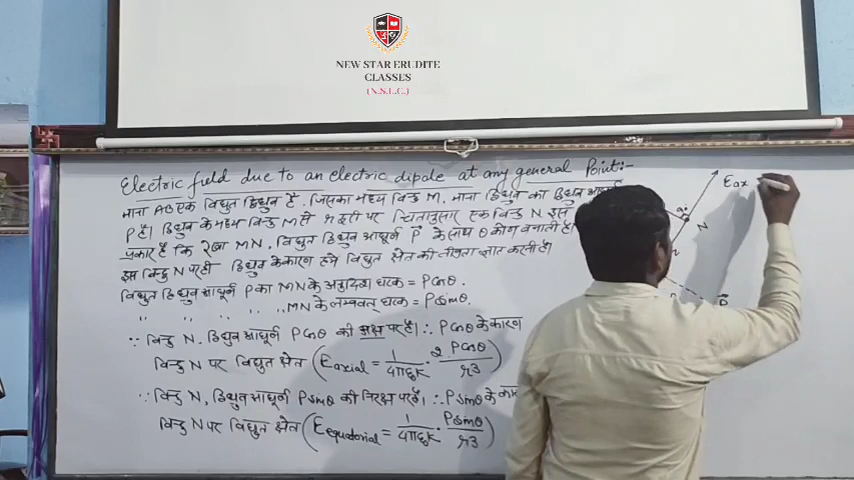 NEW STAR ERUDITE
CLASSES
(N.S.E.C.)
Electric field due to an electric dipole at any general Point:-
माना AB एक विद्युत द्विध्रुव है, जिसका मध्य बिन्दु M, माना द्विध्रुव का द्विध्रुव आघूर्ण
P है। द्विध्रुव के मध्य बिन्दु M से r दूरी पर चित्रानुसार एक बिन्दु N इस
प्रकार है कि रेखा MN, विद्युत द्विध्रुव आघूर्ण P के साथ θ कोण बनाती है।
इस बिन्दु N पर ही द्विध्रुव के कारण हमे विद्युत क्षेत्र की तीव्रता ज्ञात करनी है।
विद्युत द्विध्रुव आघूर्ण P का MN के अनुदिश घटक = PCosθ.
" " " " MN के लम्बवत् घटक = PSinθ.
∵ बिन्दु N, द्विध्रुव आघूर्ण PCosθ की अक्ष पर है। ∴ PCosθ के कारण
बिन्दु N पर विद्युत क्षेत्र (Eaxial = 1/4πε₀K · 2PCosθ/r3)
∵ बिन्दु N, द्विध्रुव आघूर्ण PSinθ की निरक्ष पर है। ∴ PSinθ के
बिन्दु N पर विद्युत क्षेत्र (Eequatorial = 1/4πε₀K · PSinθ/r3)
Eax
N